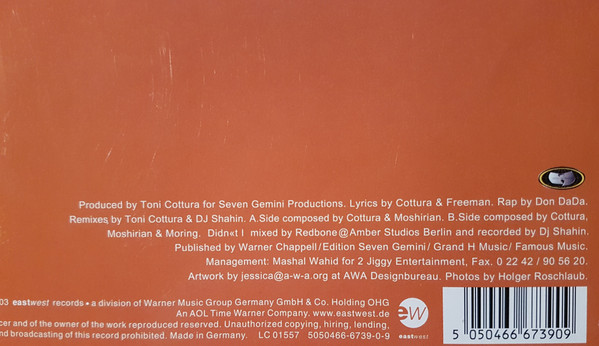 Produced by Toni Cottura for Seven Gemini Productions. Lyrics by Cottura & Freeman. Rap by Don DaDa.
Remixes by Toni Cottura & DJ Shahin. A.Side composed by Cottura & Moshirian. B.Side composed by Cottura,
Moshirian & Moring. Didn‹t I mixed by Redbone@Amber Studios Berlin and recorded by Dj Shahin.
Published by Warner Chappell/Edition Seven Gemini/ Grand H Music/ Famous Music.
Management: Mashal Wahid for 2 Jiggy Entertainment, Fax. 0 22 42 / 90 56 20.
Artwork by jessica@a-w-a.org at AWA Designbureau. Photos by Holger Roschlaub.
03 eastwest records • a division of Warner Music Group Germany GmbH & Co. Holding OHG
An AOL Time Warner Company. www.eastwest.de
cer and of the owner of the work reproduced reserved. Unauthorized copying, hiring, lending,
nd broadcasting of this record prohibited. Made in Germany. LC 01557 5050466-6739-0-9
ew
eastwest
5 050466 673909